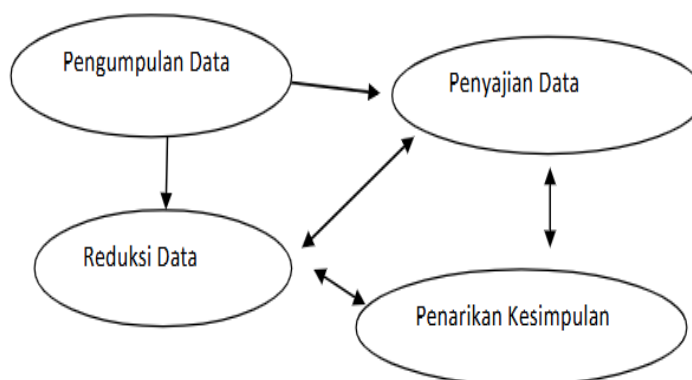 Pengumpulan Data
Penyajian Data
Reduksi Data
Penarikan Kesimpulan